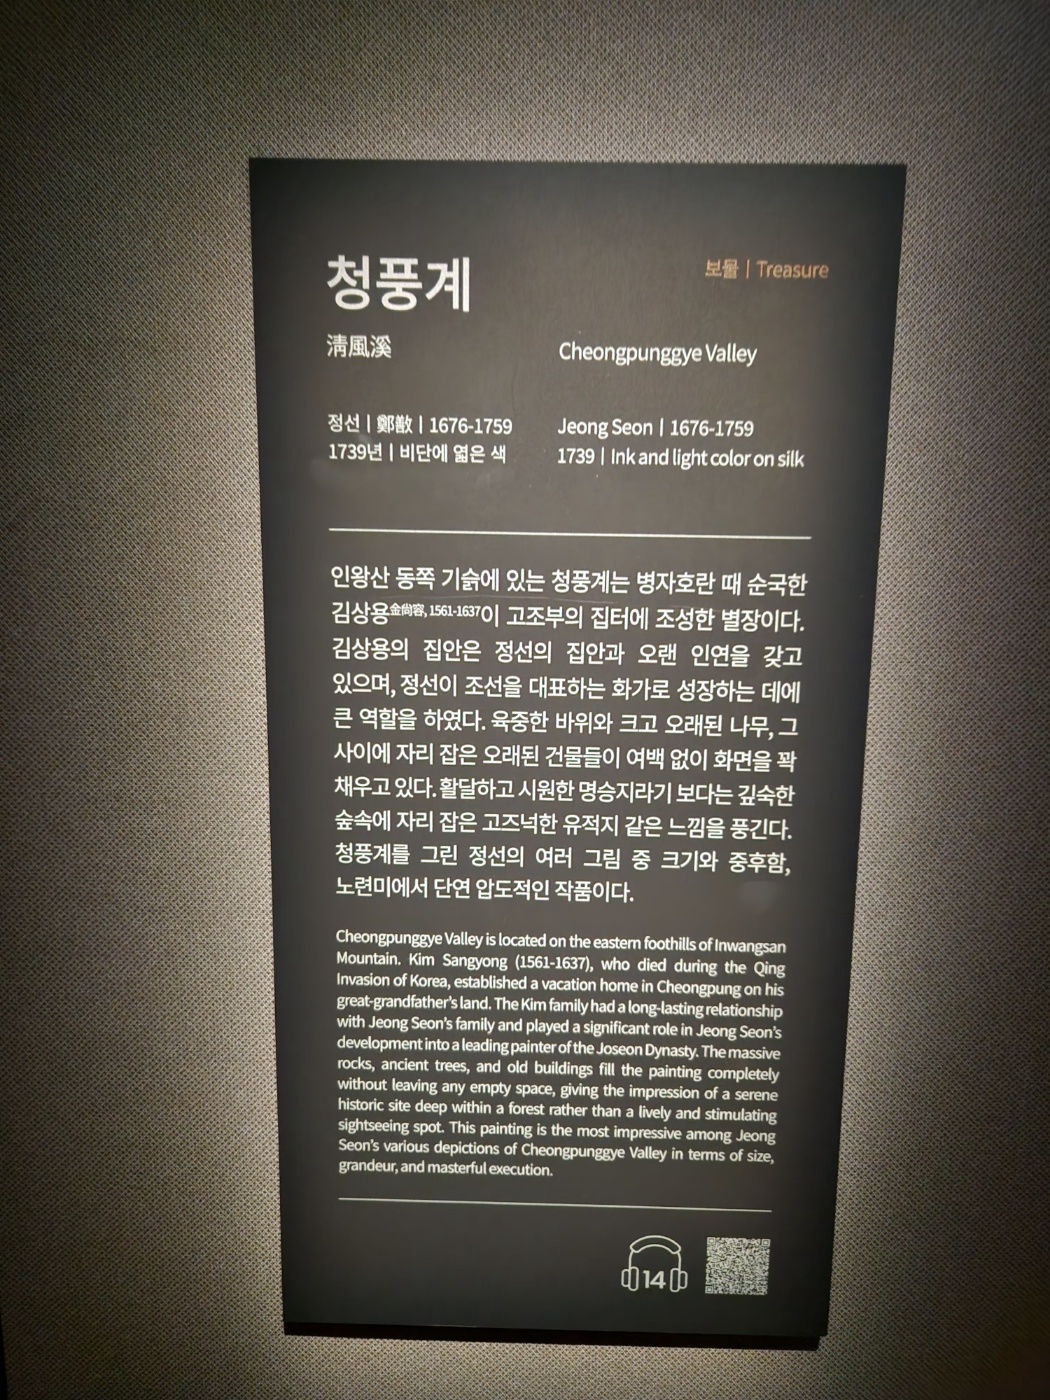 청풍계
보물 | Treasure
淸風溪
Cheongpunggye Valley
정선 | 鄭敾 | 1676-1759
1739년 | 비단에 엷은 색
Jeong Seon | 1676-1759
1739 | Ink and light color on silk
인왕산 동쪽 기슭에 있는 청풍계는 병자호란 때 순국한
김상용金尙容, 1561-1637이 고조부의 집터에 조성한 별장이다.
김상용의 집안은 정선의 집안과 오랜 인연을 갖고
있으며, 정선이 조선을 대표하는 화가로 성장하는 데에
큰 역할을 하였다. 육중한 바위와 크고 오래된 나무, 그
사이에 자리 잡은 오래된 건물들이 여백 없이 화면을 꽉
채우고 있다. 활달하고 시원한 명승지라기 보다는 깊숙한
숲속에 자리 잡은 고즈넉한 유적지 같은 느낌을 풍긴다.
청풍계를 그린 정선의 여러 그림 중 크기와 중후함,
노련미에서 단연 압도적인 작품이다.
Cheongpunggye Valley is located on the eastern foothills of Inwangsan
Mountain. Kim Sangyong (1561-1637), who died during the Qing
Invasion of Korea, established a vacation home in Cheongpung on his
great-grandfather's land. The Kim family had a long-lasting relationship
with Jeong Seon's family and played a significant role in Jeong Seon's
development into a leading painter of the Joseon Dynasty. The massive
rocks, ancient trees, and old buildings fill the painting completely
without leaving any empty space, giving the impression of a serene
historic site deep within a forest rather than a lively and stimulating
sightseeing spot. This painting is the most impressive among Jeong
Seon's various depictions of Cheongpunggye Valley in terms of size,
grandeur, and masterful execution.
14